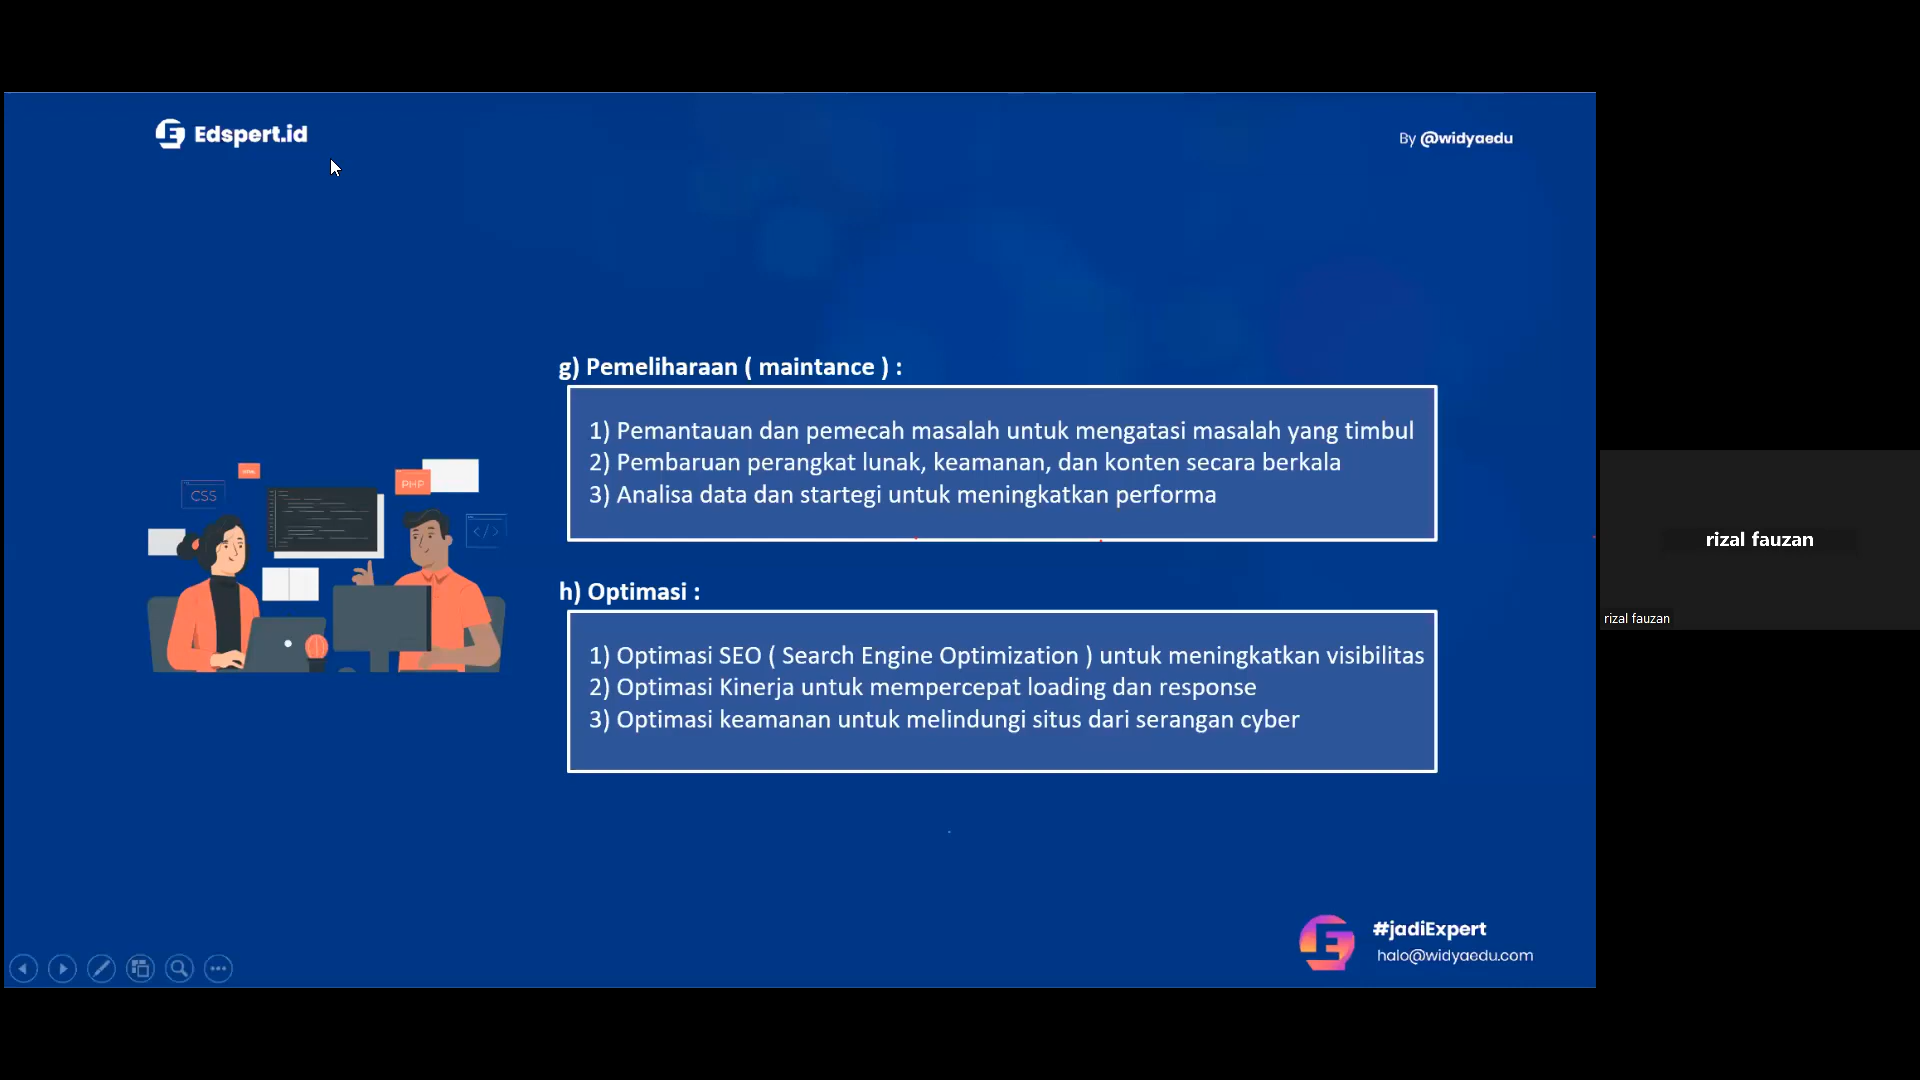 Edspert.id
By @widyaedu
g) Pemeliharaan ( maintance ) :
1) Pemantauan dan pemecah masalah untuk mengatasi masalah yang timbul
2) Pembaruan perangkat lunak, keamanan, dan konten secara berkala
3) Analisa data dan startegi untuk meningkatkan performa
CSS
PHP
</>
h) Optimasi :
1) Optimasi SEO ( Search Engine Optimization ) untuk meningkatkan visibilitas
2) Optimasi Kinerja untuk mempercepat loading dan response
3) Optimasi keamanan untuk melindungi situs dari serangan cyber
rizal fauzan
rizal fauzan
#jadiExpert
halo@widyaedu.com